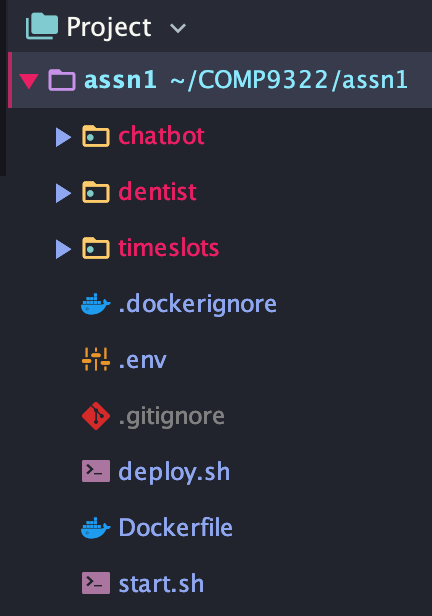 Project
assn1 ~/COMP9322/assn1
chatbot
dentist
timeslots
.dockerignore
.env
.gitignore
deploy.sh
Dockerfile
start.sh